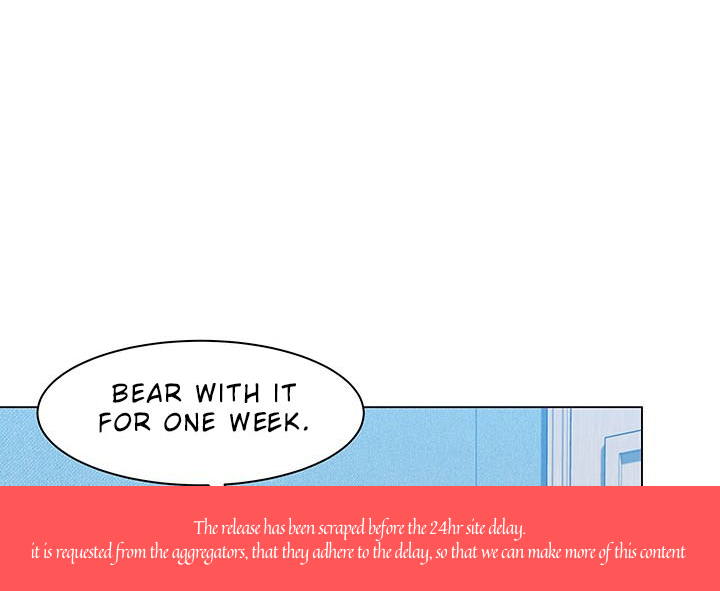 BEAR WITH IT
FOR ONE WEEK.
The release has been scraped before the 24hr site delay.
it is requested from the aggregators, that they adhere to the delay, so that we can make more of this content